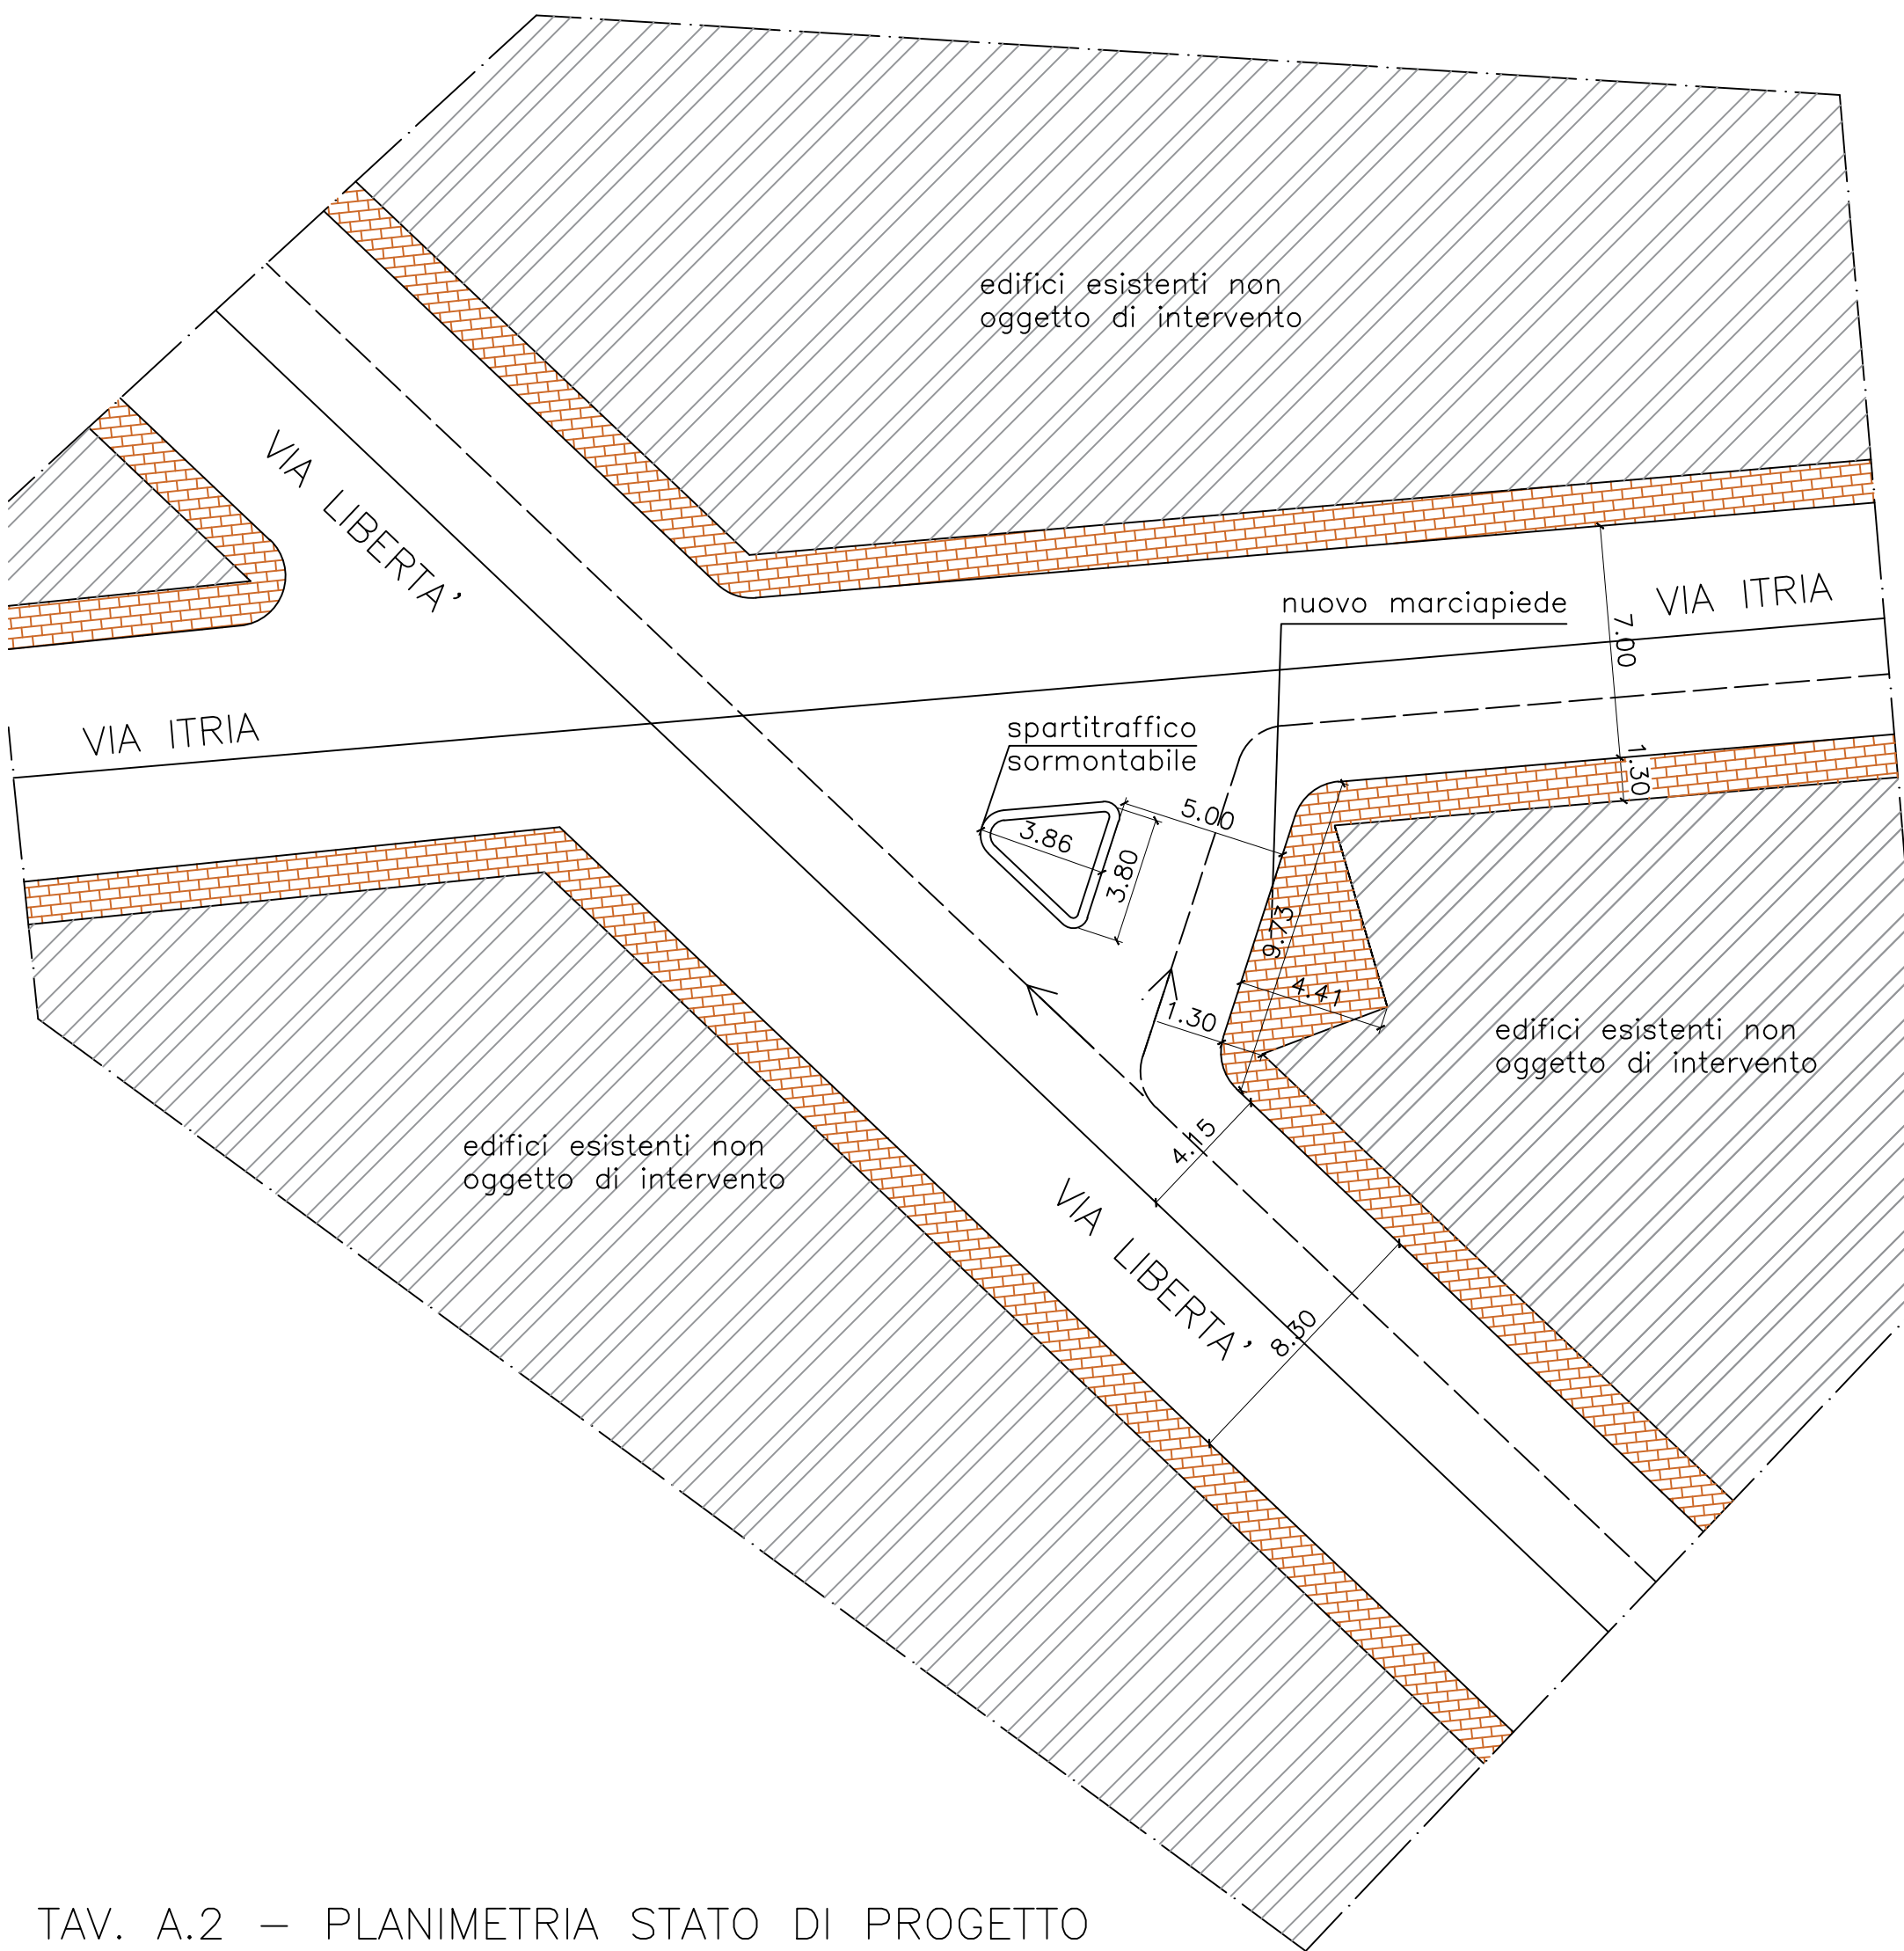 edifici esistenti non
oggetto di intervento
VIA LIBERTA'
nuovo marciapiede
VIA ITRIA
7.00
VIA ITRIA
spartitraffico
sormontabile
1.30
5.00
3.86
3.80
9.73
4.41
1.30
edifici esistenti non
oggetto di intervento
4.15
edifici esistenti non
oggetto di intervento
VIA LIBERTA'
8.30
TAV. A.2 – PLANIMETRIA STATO DI PROGETTO